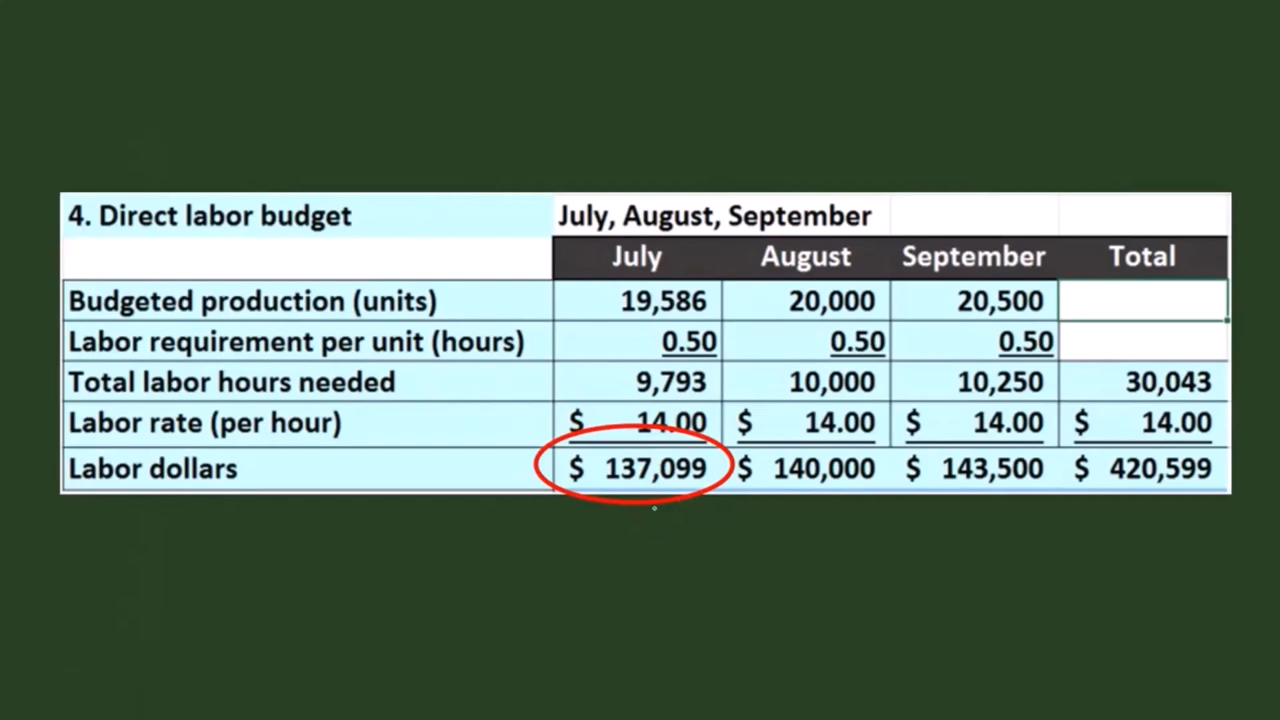 4. Direct labor budget July, August, September
July August September Total
Budgeted production (units) 19,586 20,000 20,500
Labor requirement per unit (hours) 0.50 0.50 0.50
Total labor hours needed 9,793 10,000 10,250 30,043
Labor rate (per hour) $ 14.00 $ 14.00 $ 14.00 $ 14.00
Labor dollars $ 137,099 $ 140,000 $ 143,500 $ 420,599